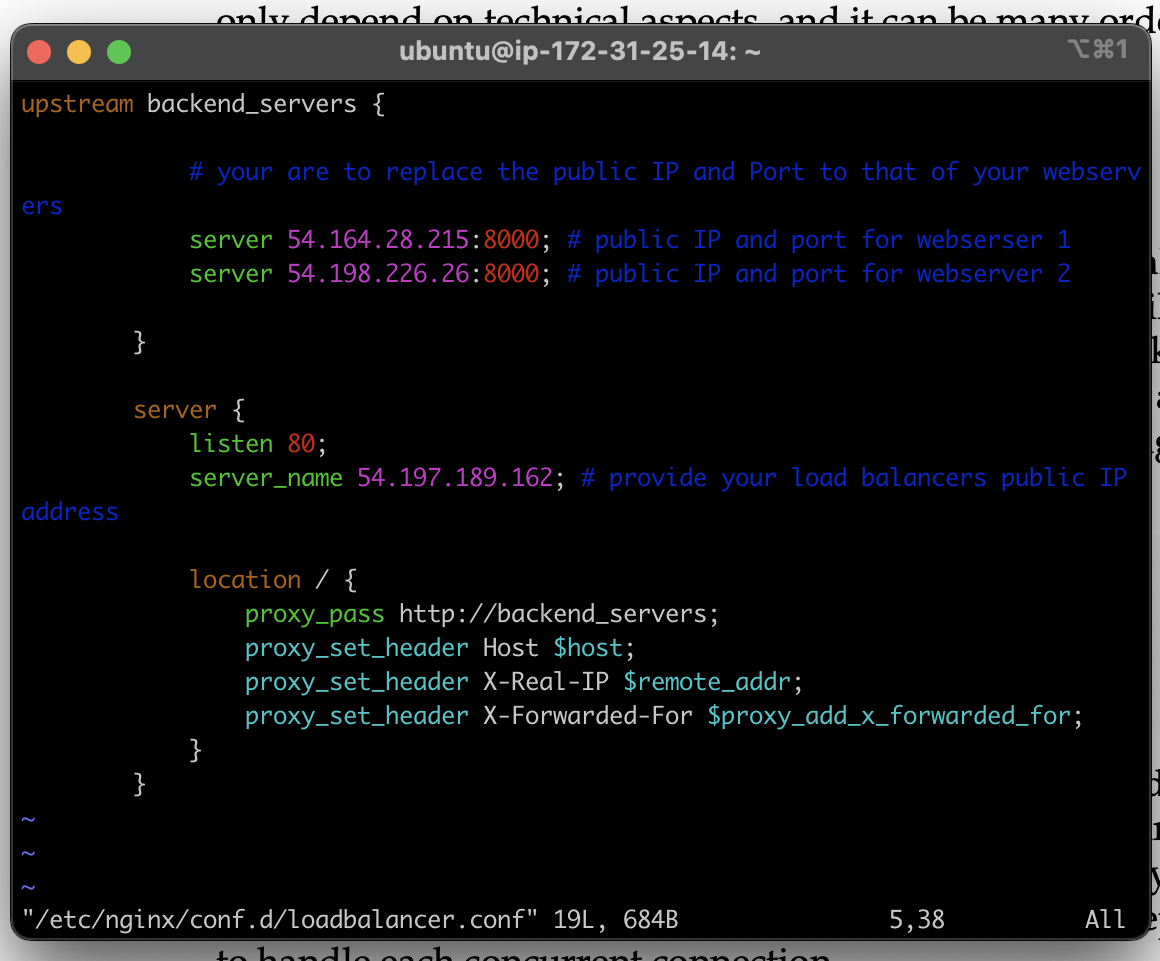 only depend on technical aspects, and it can be many
ubuntu@ip-172-31-25-14: ~ ⌥⌘1
upstream backend_servers {
# your are to replace the public IP and Port to that of your webserv
ers
server 54.164.28.215:8000; # public IP and port for webserser 1
server 54.198.226.26:8000; # public IP and port for webserver 2
}
server {
listen 80;
server_name 54.197.189.162; # provide your load balancers public IP
address
location / {
proxy_pass http://backend_servers;
proxy_set_header Host $host;
proxy_set_header X-Real-IP $remote_addr;
proxy_set_header X-Forwarded-For $proxy_add_x_forwarded_for;
}
}
~
~
~
"/etc/nginx/conf.d/loadbalancer.conf" 19L, 684B 5,38 All
to handle each concurrent connection